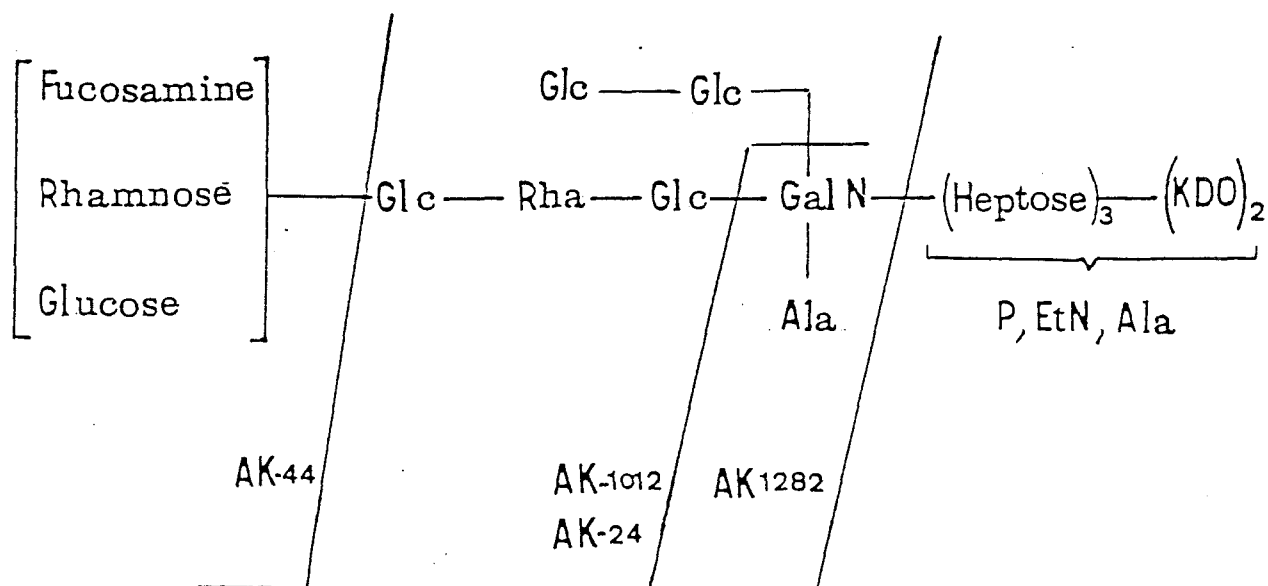 Fucosamine
Rhamnosé
Glucose
Glc — Glc
Glc — Rha — Glc — GalN — (Heptose)₃ — (KDO)₂
Ala
P, EtN, Ala
AK-44
AK-1012
AK-24
AK1282